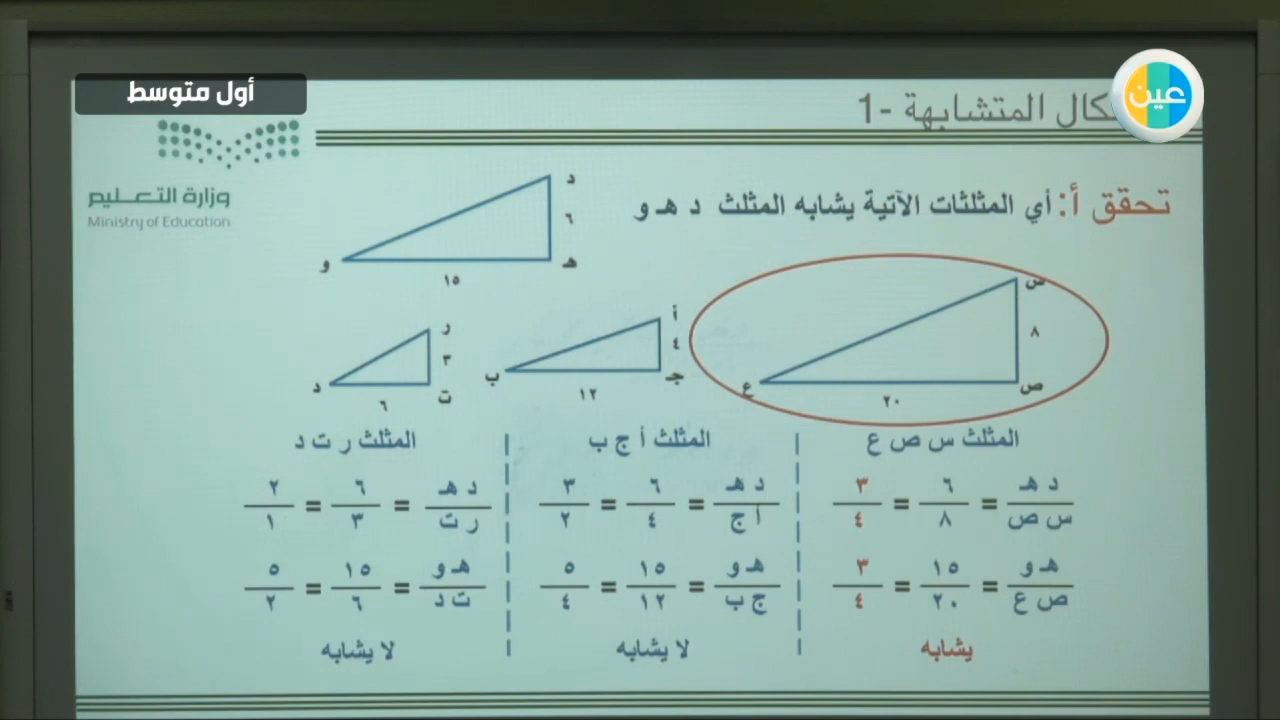 أول متوسط
عين
كال المتشابهة -1
وزارة التعليم
Ministry of Education
تحقق أ: أي المثلثات الآتية يشابه المثلث د هـ و
د
٦
هـ
و
١٥
س
٨
ص
ع
٢٠
أ
٤
جـ
ب
١٢
ر
٣
ت
د
٦
المثلث س ص ع
د هـ / س ص = ٦ / ٨ = ٣ / ٤
هـ و / ص ع = ١٥ / ٢٠ = ٣ / ٤
يشابه
المثلث أ ج ب
د هـ / أ ج = ٦ / ٤ = ٣ / ٢
هـ و / ج ب = ١٥ / ١٢ = ٥ / ٤
لا يشابه
المثلث ر ت د
د هـ / ر ت = ٦ / ٣ = ٢ / ١
هـ و / ت د = ١٥ / ٦ = ٥ / ٢
لا يشابه